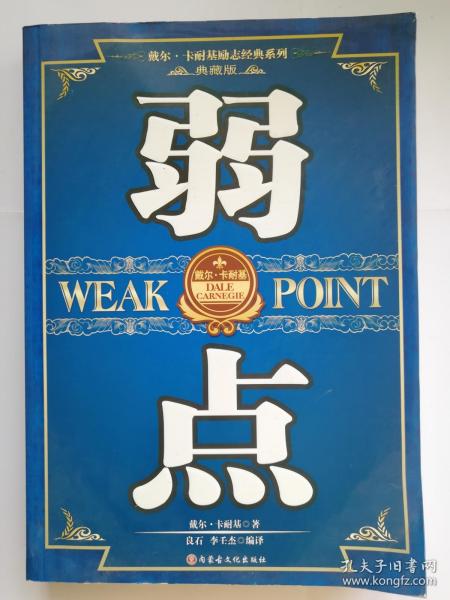 戴尔·卡耐基励志经典系列
典藏版
弱
戴尔·卡耐基
DALE
CARNEGIE
WEAK POINT
点
戴尔·卡耐基 著
良石 李壬杰 编译
内蒙古文化出版社
孔夫子旧书网
book.kongfz.com